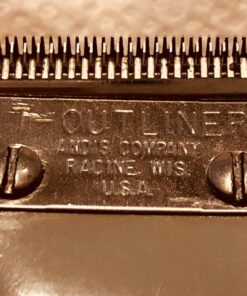 OUTLINER
ANDIS COMPANY
RACINE, WIS.
U.S.A.